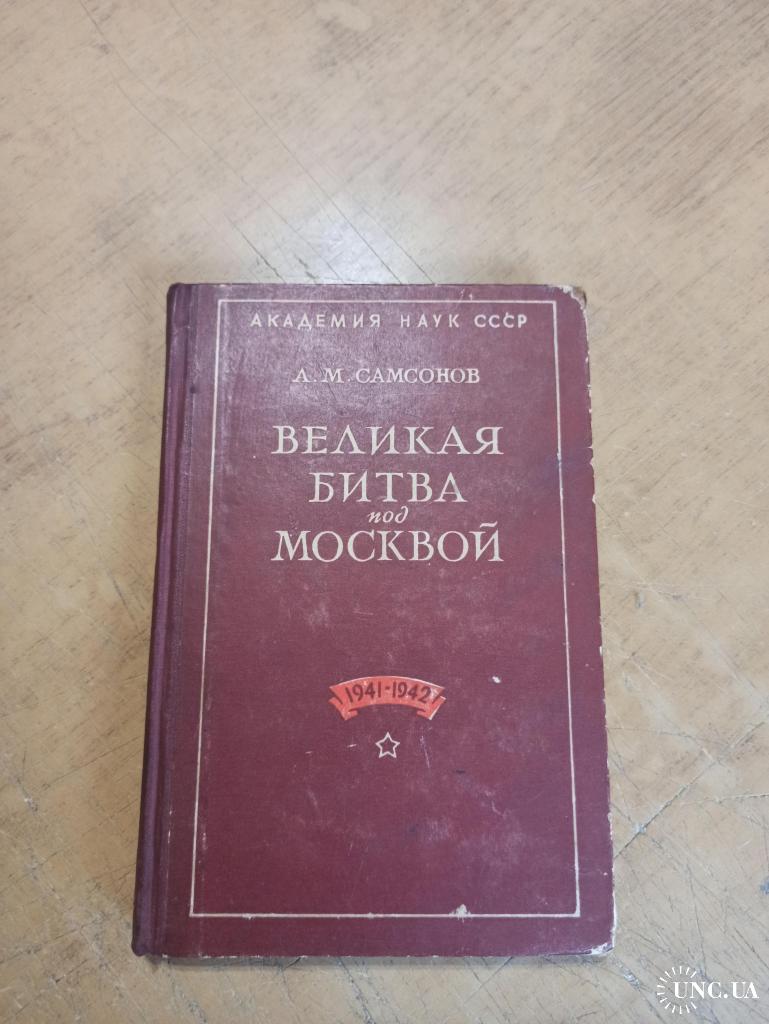 АКАДЕМИЯ НАУК СССР
А. М. САМСОНОВ
ВЕЛИКАЯ
БИТВА
под
МОСКВОЙ
1941-1942
UNC.UA